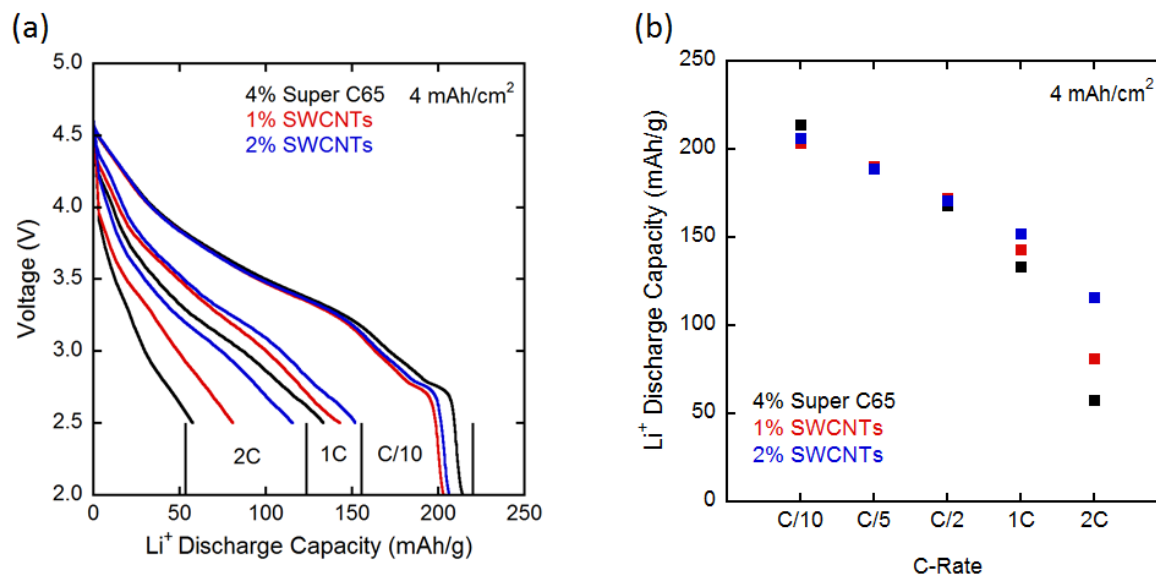 (a)
5.0
4.5
4.0
3.5
3.0
2.5
2.0
Voltage (V)
4% Super C65 4 mAh/cm²
1% SWCNTs
2% SWCNTs
2C 1C C/10
0 50 100 150 200 250
Li⁺ Discharge Capacity (mAh/g)
(b)
250
200
150
100
50
0
Li⁺ Discharge Capacity (mAh/g)
4 mAh/cm²
4% Super C65
1% SWCNTs
2% SWCNTs
C/10 C/5 C/2 1C 2C
C-Rate